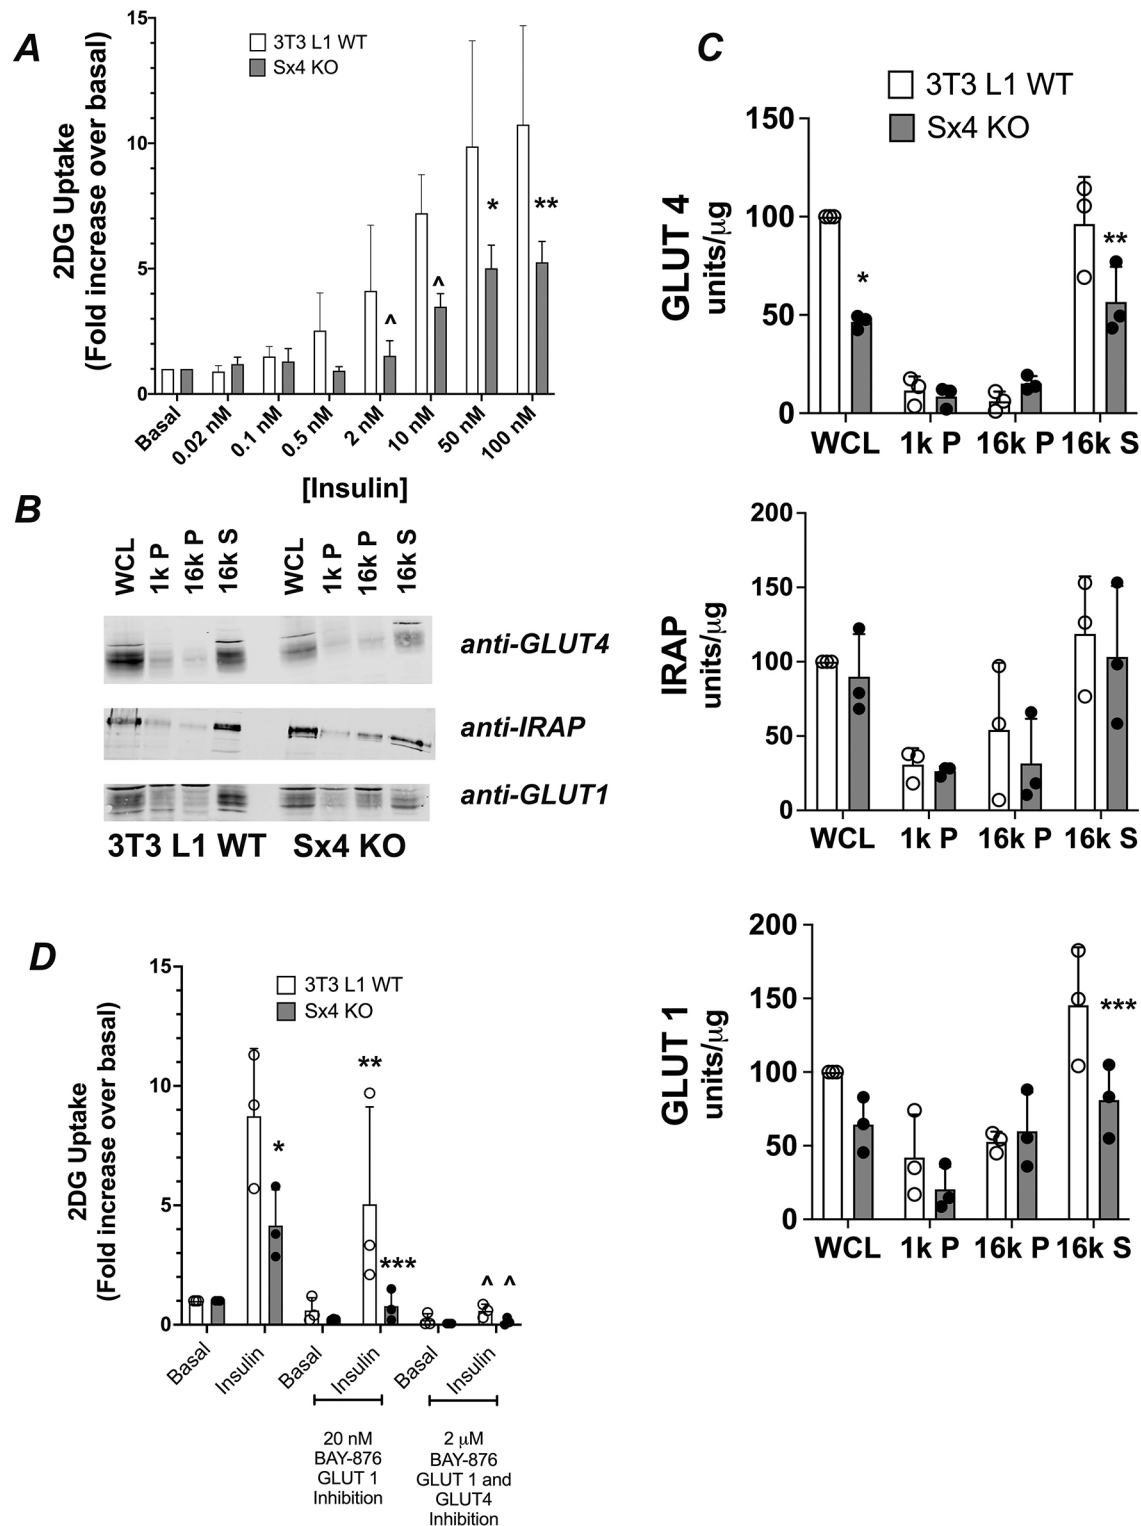 A
2DG Uptake
(Fold increase over basal)
15
10
5
0
3T3 L1 WT
Sx4 KO
^
^
*
**
Basal
0.02 nM
0.1 nM
0.5 nM
2 nM
10 nM
50 nM
100 nM
[Insulin]
B
WCL
1k P
16k P
16k S
WCL
1k P
16k P
16k S
anti-GLUT4
anti-IRAP
anti-GLUT1
3T3 L1 WT
Sx4 KO
C
3T3 L1 WT
Sx4 KO
GLUT 4
units/μg
150
100
50
0
*
**
WCL
1k P
16k P
16k S
IRAP
units/μg
200
150
100
50
0
WCL
1k P
16k P
16k S
GLUT 1
units/μg
200
150
100
50
0
***
WCL
1k P
16k P
16k S
D
2DG Uptake
(Fold increase over basal)
15
10
5
0
3T3 L1 WT
Sx4 KO
*
**
***
^ ^
Basal
Insulin
Basal
Insulin
Basal
Insulin
20 nM
BAY-876
GLUT 1
Inhibition
2 μM
BAY-876
GLUT 1 and
GLUT4
Inhibition